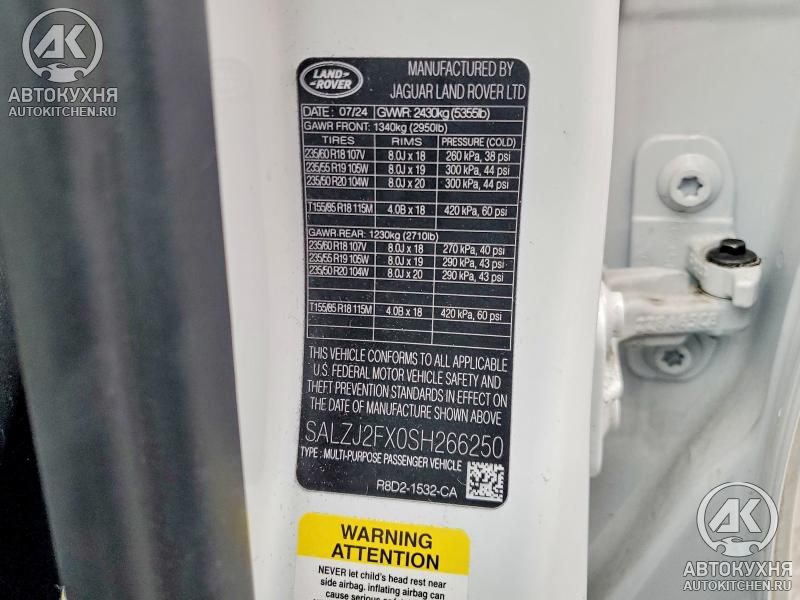 АК
АВТОКУХНЯ
AUTOKITCHEN.RU
LAND ROVER
MANUFACTURED BY
JAGUAR LAND ROVER LTD
DATE: 07/24 GVWR: 2430kg (5355lb)
GAWR FRONT: 1340kg (2950lb)
TIRES RIMS PRESSURE (COLD)
235/60 R18 107V 8.0J x 18 260 kPa, 38 psi
235/55 R19 105W 8.0J x 19 300 kPa, 44 psi
235/50 R20 104W 8.0J x 20 300 kPa, 44 psi
T155/85 R18 115M 4.0B x 18 420 kPa, 60 psi
GAWR REAR: 1230kg (2710lb)
235/60 R18 107V 8.0J x 18 270 kPa, 40 psi
235/55 R19 105W 8.0J x 19 290 kPa, 43 psi
235/50 R20 104W 8.0J x 20 290 kPa, 43 psi
T155/85 R18 115M 4.0B x 18 420 kPa, 60 psi
THIS VEHICLE CONFORMS TO ALL APPLICABLE
U.S. FEDERAL MOTOR VEHICLE SAFETY AND
THEFT PREVENTION STANDARDS IN EFFECT ON
THE DATE OF MANUFACTURE SHOWN ABOVE
SALZJ2FX0SH266250
TYPE: MULTI-PURPOSE PASSENGER VEHICLE
R8D2-1532-CA
WARNING
ATTENTION
NEVER let child's head rest near
side airbag. inflating airbag can
cause serious or
АК
АВТОКУХНЯ
AUTOKITCHEN.RU